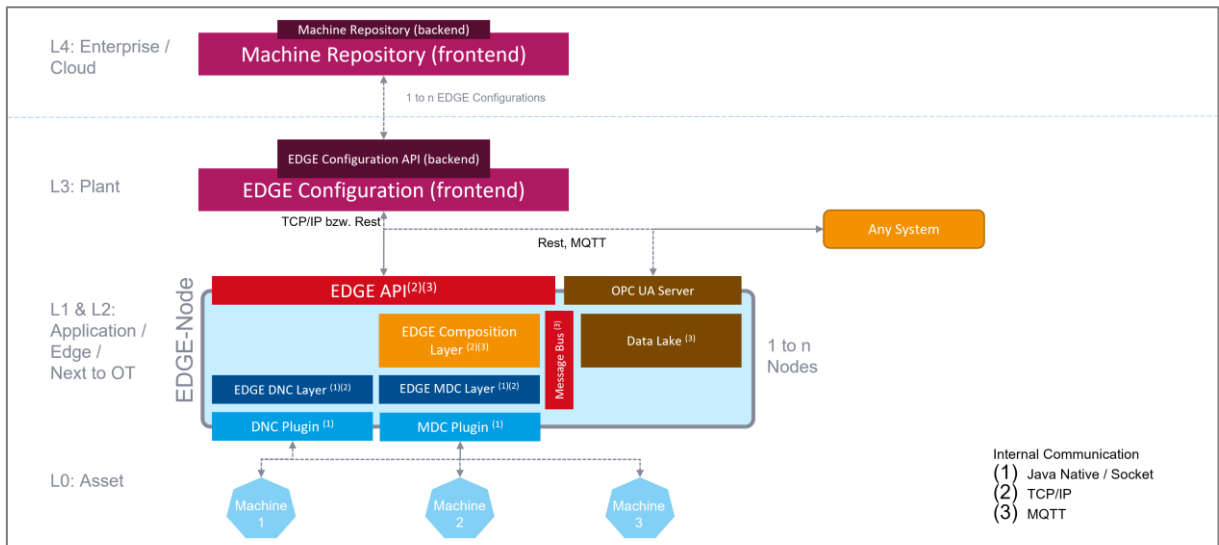 Machine Repository (backend)
Machine Repository (frontend)
L4: Enterprise /
Cloud
1 to n EDGE Configurations
EDGE Configuration API (backend)
EDGE Configuration (frontend)
L3: Plant
TCP/IP bzw. Rest
Rest, MQTT
Any System
EDGE-Node
EDGE API(2)(3)
OPC UA Server
L1 & L2:
Application /
Edge /
Next to OT
EDGE Composition
Layer (2)(3)
Message Bus (3)
Data Lake (3)
1 to n
Nodes
EDGE DNC Layer (1)(2)
EDGE MDC Layer (1)(2)
DNC Plugin (1)
MDC Plugin (1)
L0: Asset
Machine
1
Machine
2
Machine
3
Internal Communication
(1) Java Native / Socket
(2) TCP/IP
(3) MQTT